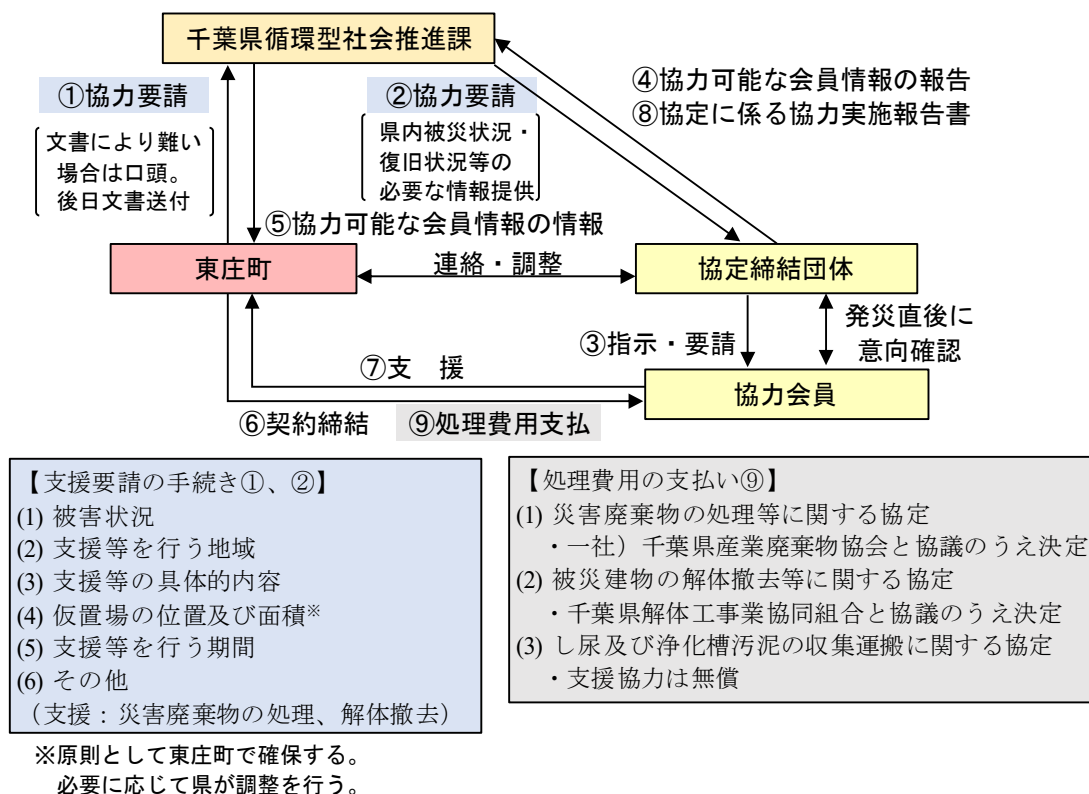 千葉県循環型社会推進課
①協力要請
文書により難い
場合は口頭。
後日文書送付
②協力要請
県内被災状況・
復旧状況等の
必要な情報提供
④協力可能な会員情報の報告
⑧協定に係る協力実施報告書
⑤協力可能な会員情報の情報
東庄町
連絡・調整
協定締結団体
③指示・要請
発災直後に
意向確認
⑦支　援
協力会員
⑥契約締結
⑨処理費用支払
【支援要請の手続き①、②】
(1) 被害状況
(2) 支援等を行う地域
(3) 支援等の具体的内容
(4) 仮置場の位置及び面積※
(5) 支援等を行う期間
(6) その他
（支援：災害廃棄物の処理、解体撤去）
※原則として東庄町で確保する。
必要に応じて県が調整を行う。
【処理費用の支払い⑨】
(1) 災害廃棄物の処理等に関する協定
・一社）千葉県産業廃棄物協会と協議のうえ決定
(2) 被災建物の解体撤去等に関する協定
・千葉県解体工事業協同組合と協議のうえ決定
(3) し尿及び浄化槽汚泥の収集運搬に関する協定
・支援協力は無償